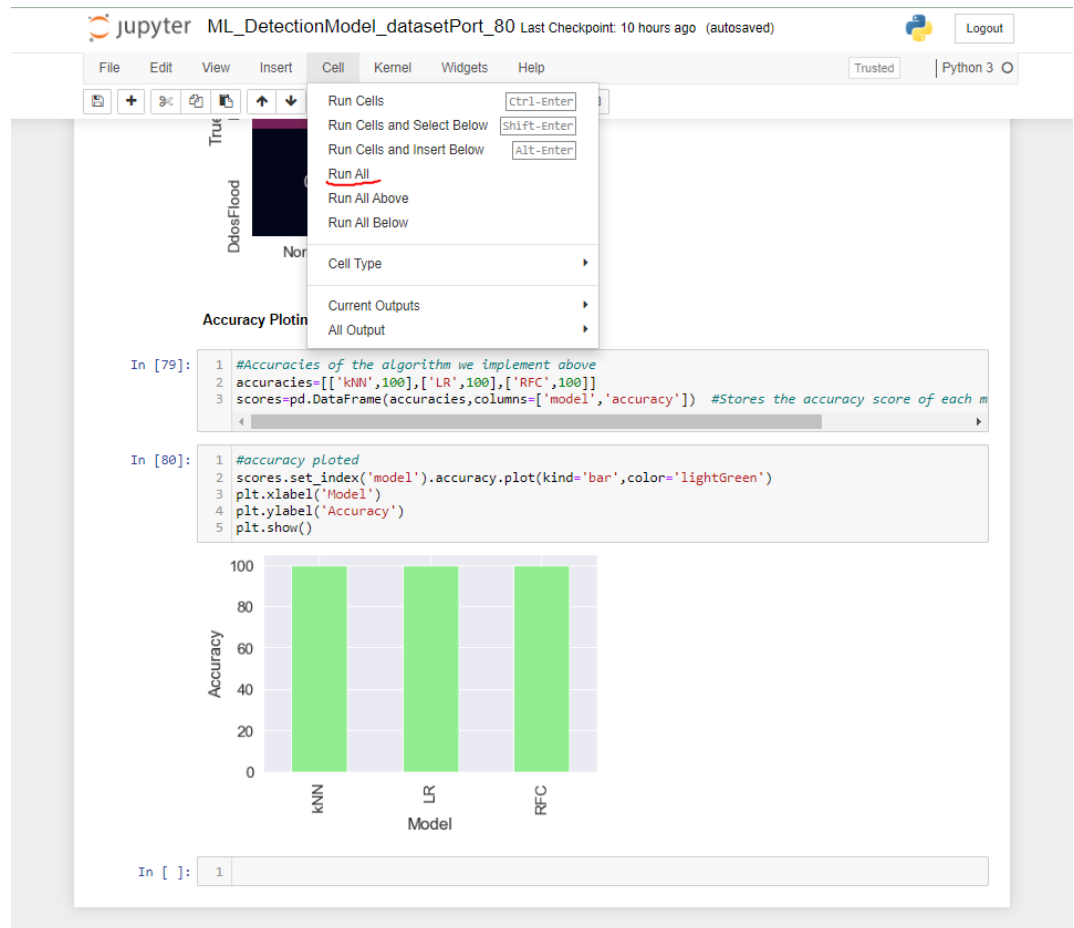 jupyter ML_DetectionModel_datasetPort_80 Last Checkpoint: 10 hours ago (autosaved) Logout
File Edit View Insert Cell Kernel Widgets Help Trusted Python 3
Run Cells Ctrl-Enter
Run Cells and Select Below Shift-Enter
Run Cells and Insert Below Alt-Enter
Run All
Run All Above
Run All Below
Cell Type
Current Outputs
All Output
True
DdosFlood
Nor
Accuracy Plotin
In [79]:
1 #Accuracies of the algorithm we implement above
2 accuracies=[['kNN',100],['LR',100],['RFC',100]]
3 scores=pd.DataFrame(accuracies,columns=['model','accuracy']) #Stores the accuracy score of each m
In [80]:
1 #accuracy ploted
2 scores.set_index('model').accuracy.plot(kind='bar',color='lightGreen')
3 plt.xlabel('Model')
4 plt.ylabel('Accuracy')
5 plt.show()
100
80
60
40
20
0
Accuracy
kNN LR RFC
Model
In [ ]: 1